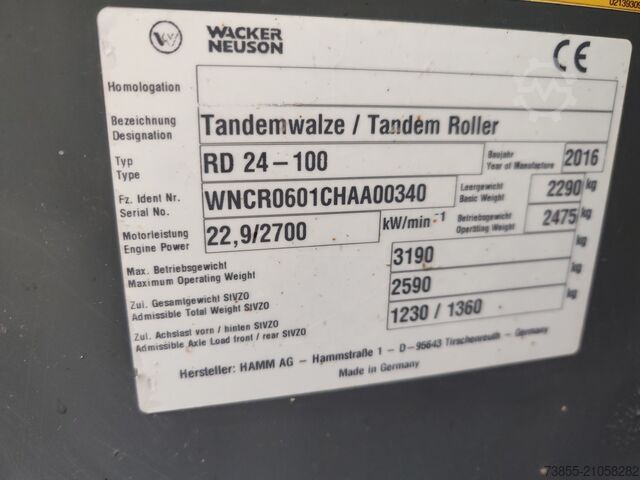 0213930
WACKER
NEUSON
CE
Homologation
Bezeichnung
Designation
Tandemwalze / Tandem Roller
Typ
Type
RD 24-100
Baujahr
Year of Manufacture
2016
Fz. Ident Nr.
Serial No.
WNCR0601CHAA00340
Leergewicht
Basic Weight
2290 kg
Motorleistung
Engine Power
22,9/2700 kW/min⁻¹
Betriebsgewicht
Operating Weight
2475 kg
Max. Betriebsgewicht
Maximum Operating Weight
3190 kg
Zul. Gesamtgewicht StVZO
Admissible Total Weight StVZO
2590 kg
Zul. Achslast vorn / hinten StVZO
Admissible Axle Load front / rear StVZO
1230 / 1360 kg
Hersteller: HAMM AG - Hammstraße 1 - D-95643 Tirschenreuth - Germany
Made in Germany
73855-21058282